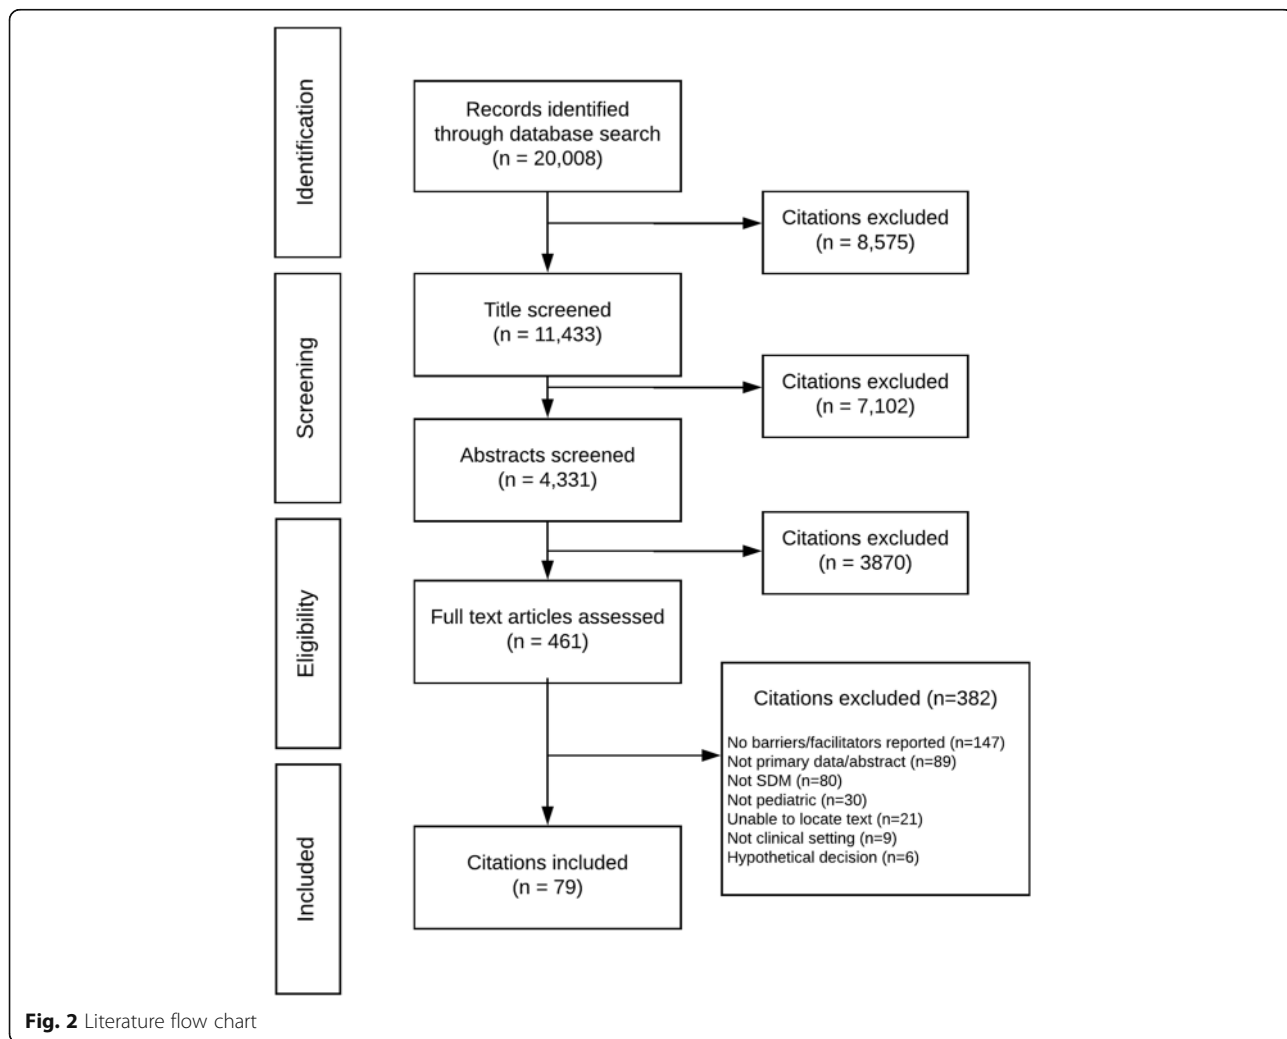 Identification
Records identified
through database search
(n = 20,008)
Citations excluded
(n = 8,575)
Screening
Title screened
(n = 11,433)
Citations excluded
(n = 7,102)
Abstracts screened
(n = 4,331)
Eligibility
Citations excluded
(n = 3870)
Full text articles assessed
(n = 461)
Citations excluded (n=382)
No barriers/facilitators reported (n=147)
Not primary data/abstract (n=89)
Not SDM (n=80)
Not pediatric (n=30)
Unable to locate text (n=21)
Not clinical setting (n=9)
Hypothetical decision (n=6)
Included
Citations included
(n = 79)
Fig. 2 Literature flow chart